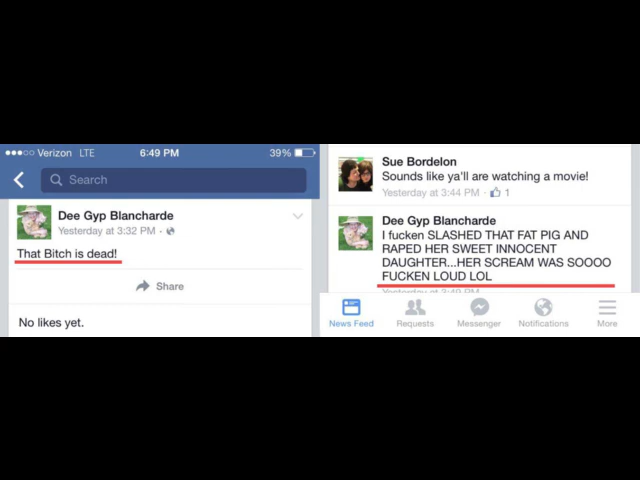 Verizon LTE 6:49 PM 39%
Search
Dee Gyp Blancharde
Yesterday at 3:32 PM ·
That Bitch is dead!
Share
No likes yet.
Sue Bordelon
Sounds like ya'll are watching a movie!
Yesterday at 3:44 PM · 1
Dee Gyp Blancharde
I fucken SLASHED THAT FAT PIG AND
RAPED HER SWEET INNOCENT
DAUGHTER...HER SCREAM WAS SOOOO
FUCKEN LOUD LOL
News Feed Requests Messenger Notifications More